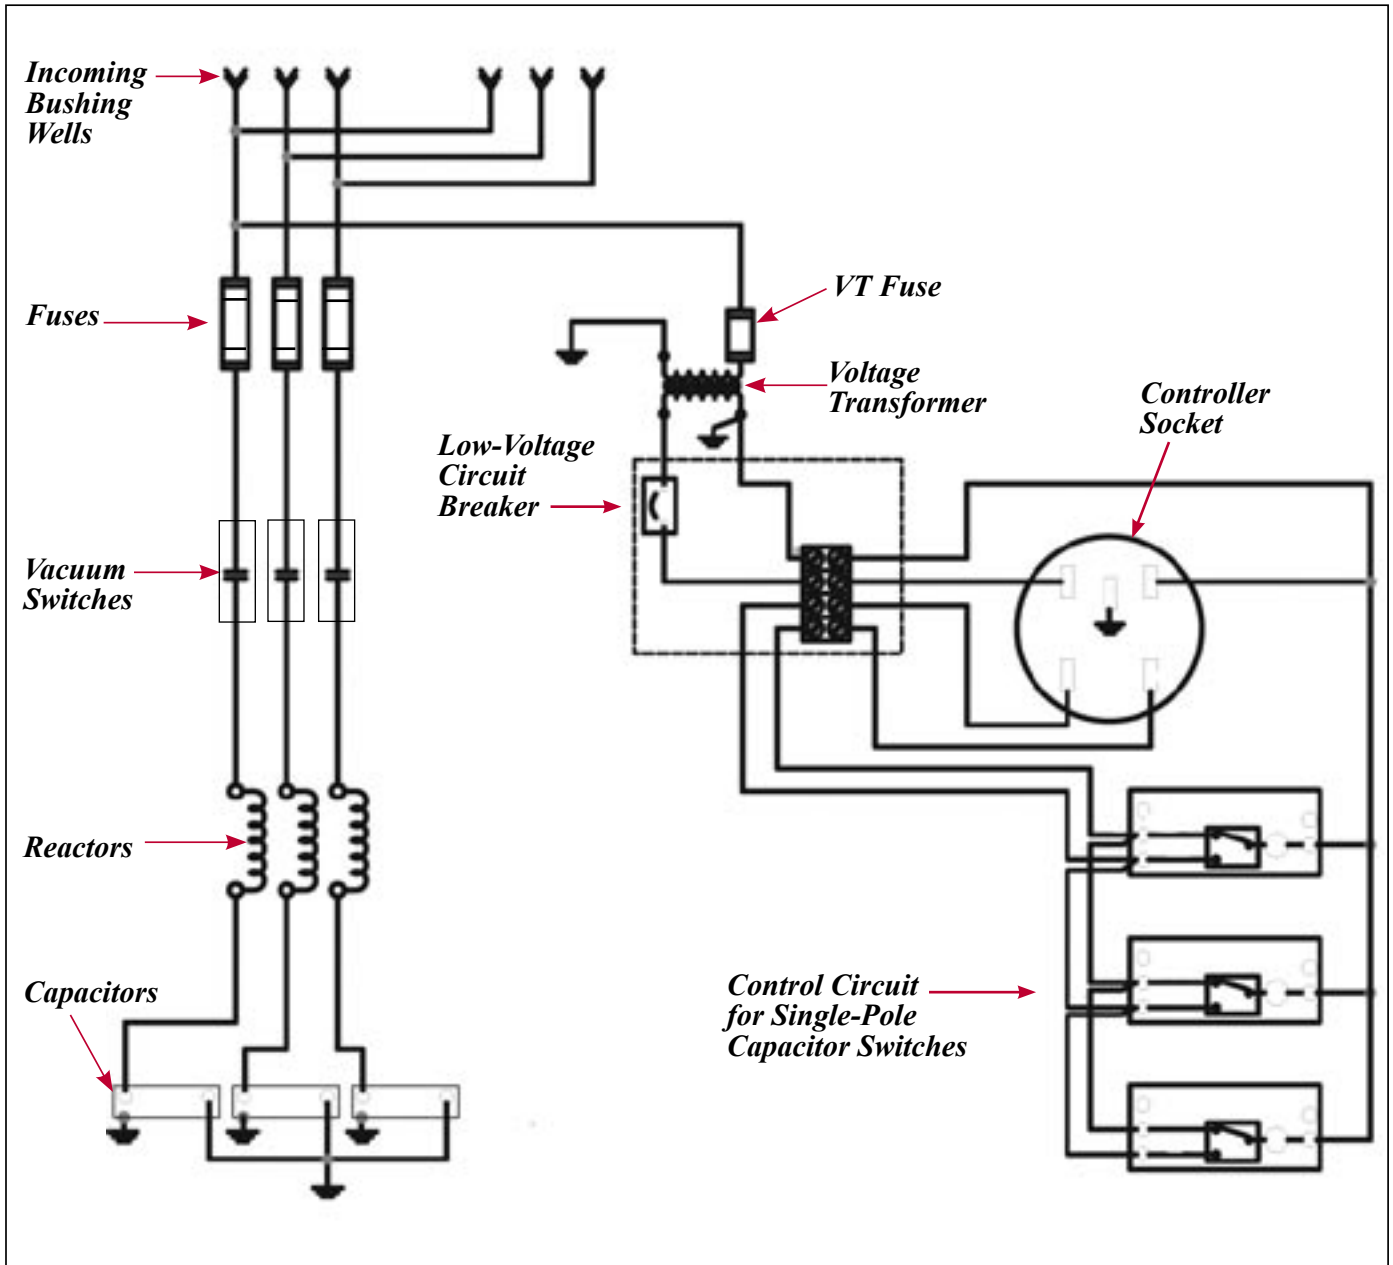 Incoming
Bushing
Wells
Fuses
VT Fuse
Voltage
Transformer
Controller
Socket
Low-Voltage
Circuit
Breaker
Vacuum
Switches
Reactors
Capacitors
Control Circuit
for Single-Pole
Capacitor Switches